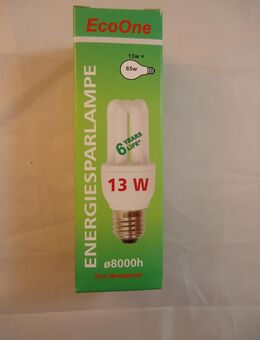 EcoOne
13w =
65w
ENERGIESPARLAMPE
6 YEARS
LIFE*
13 W
ø8000h